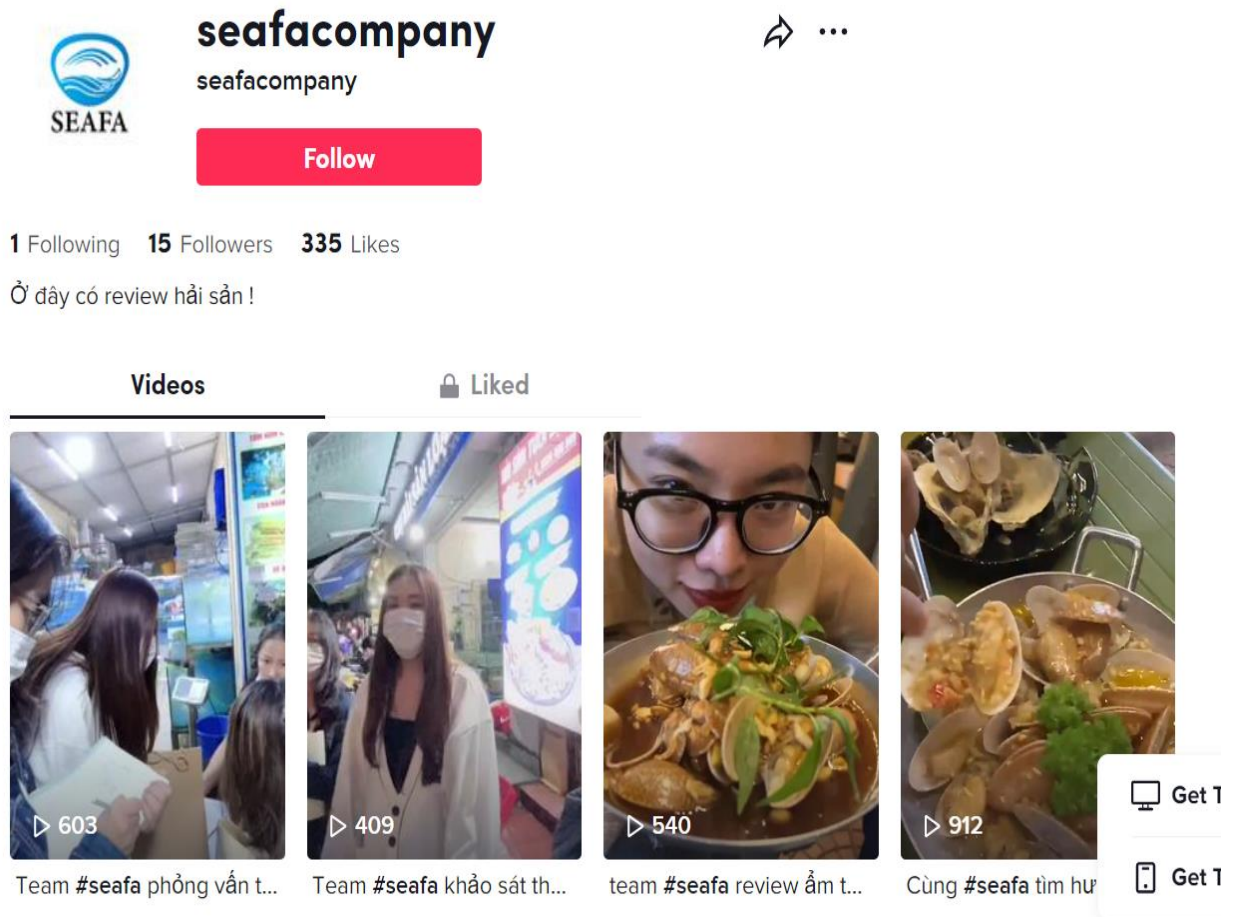 seafacompany
seafacompany
SEAFA
Follow
1 Following 15 Followers 335 Likes
Ở đây có review hải sản !
Videos Liked
603 409 540 912
Team #seafa phỏng vấn t... Team #seafa khảo sát th... team #seafa review ẩm t... Cùng #seafa tìm hư
Get T
Get T